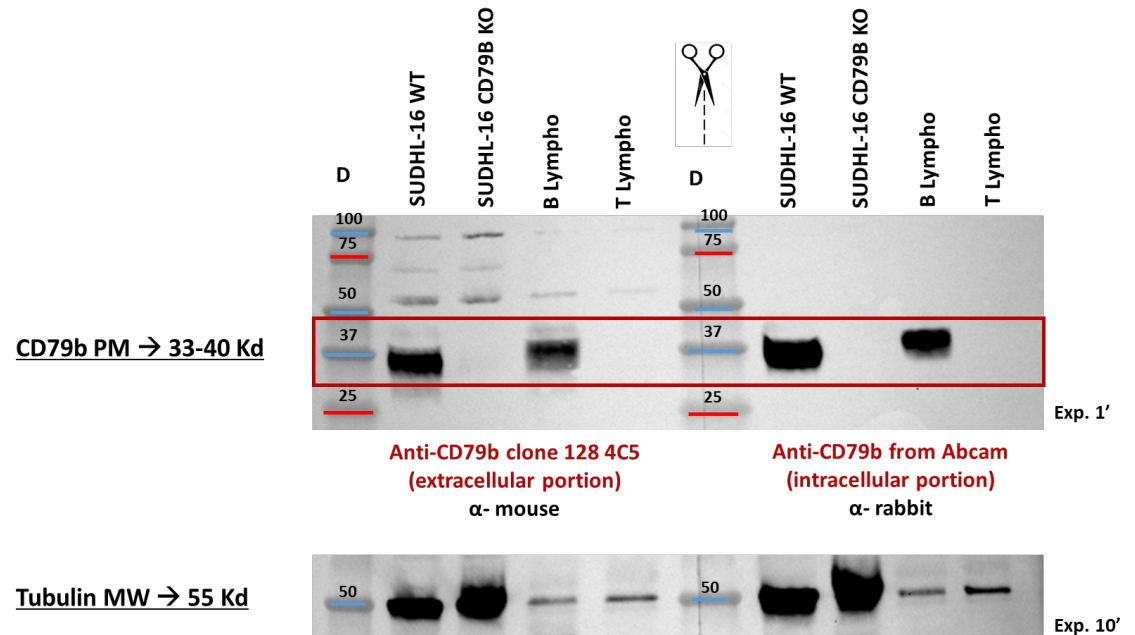 SUDHL-16 WT
SUDHL-16 CD79B KO
B Lympho
T Lympho
SUDHL-16 WT
SUDHL-16 CD79B KO
B Lympho
T Lympho
D
D
100
75
50
37
25
100
75
50
37
25
CD79b PM → 33-40 Kd
Exp. 1’
Anti-CD79b clone 128 4C5
(extracellular portion)
α- mouse
Anti-CD79b from Abcam
(intracellular portion)
α- rabbit
Tubulin MW → 55 Kd
50
50
Exp. 10’